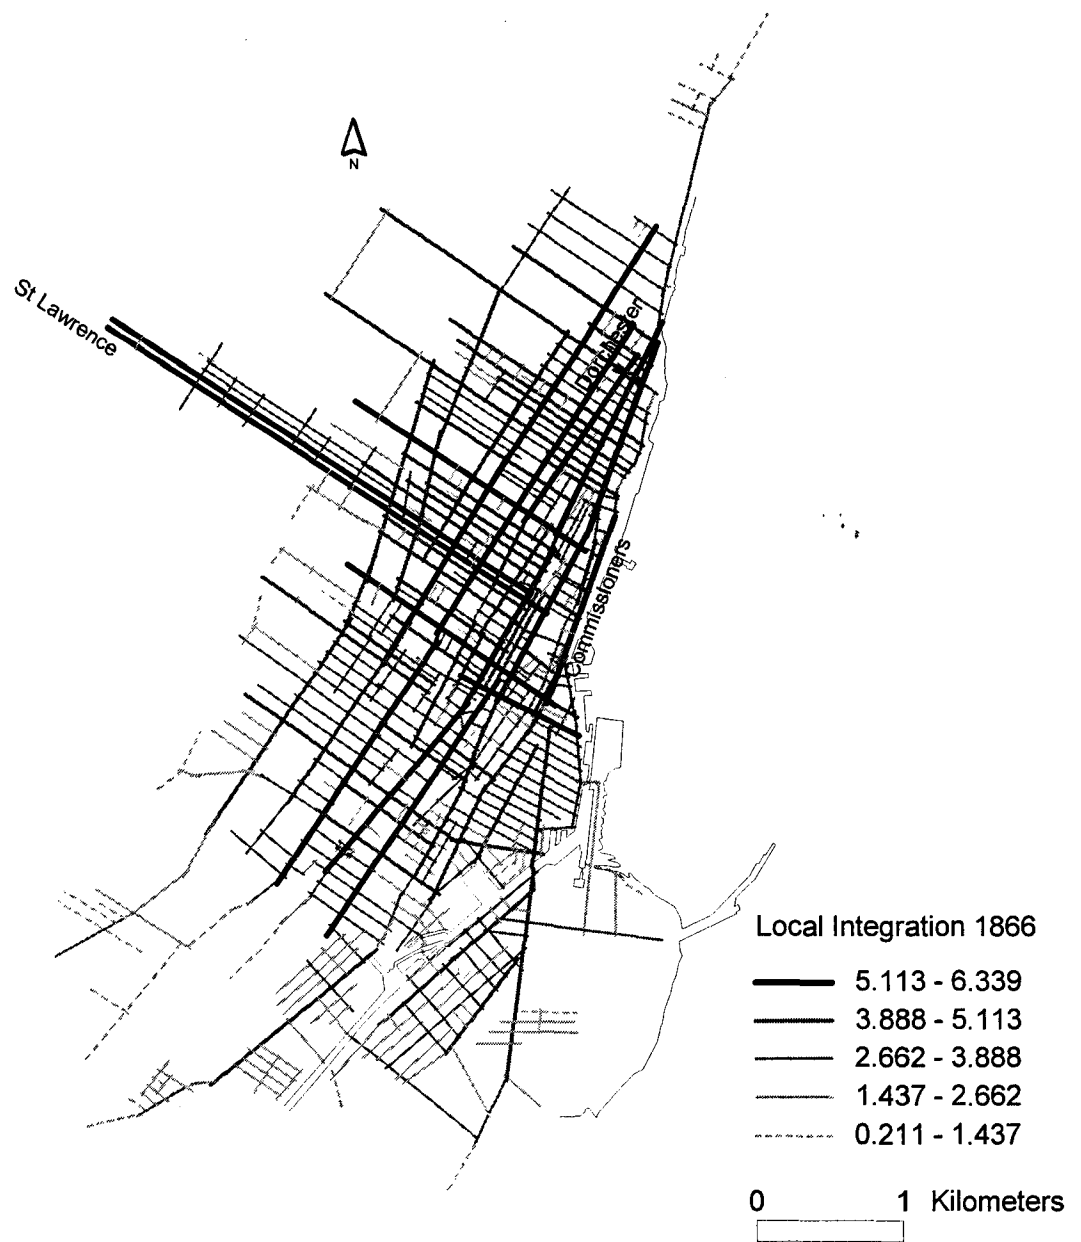 N
St Lawrence
Dorchester
Commissioners
Local Integration 1866
5.113 - 6.339
3.888 - 5.113
2.662 - 3.888
1.437 - 2.662
0.211 - 1.437
0 1 Kilometers